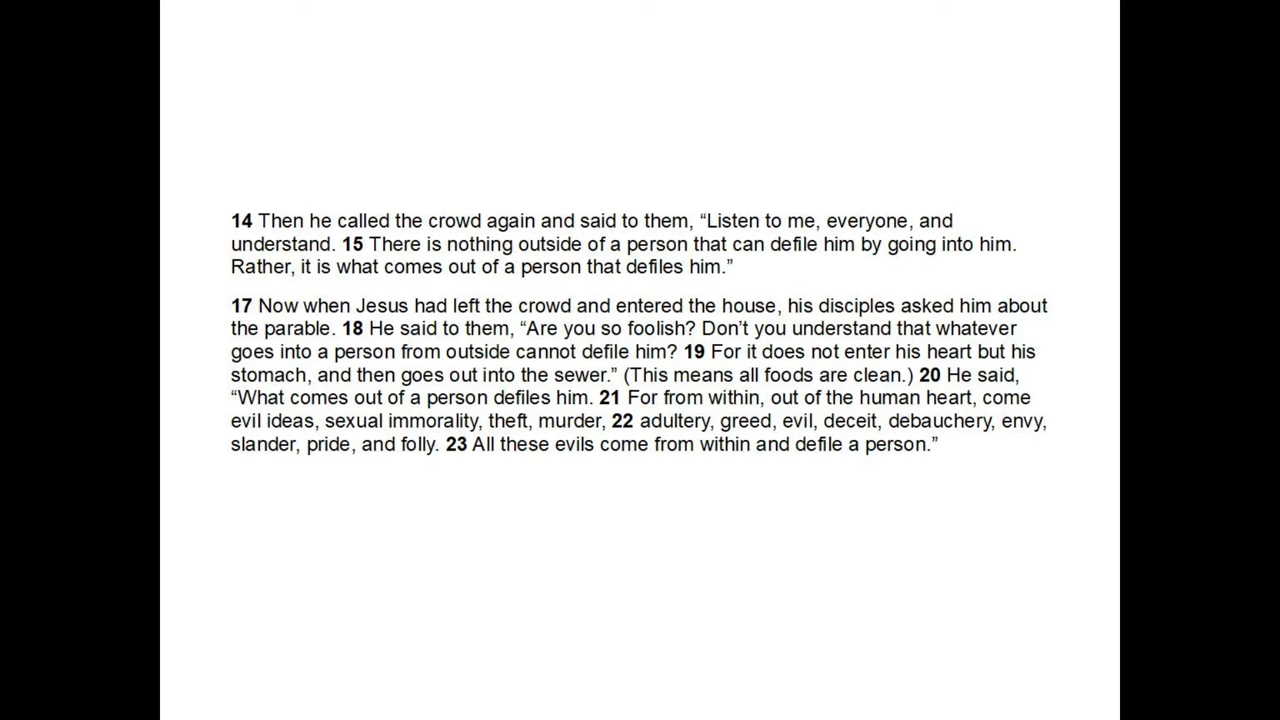 14 Then he called the crowd again and said to them, “Listen to me, everyone, and
understand. 15 There is nothing outside of a person that can defile him by going into him.
Rather, it is what comes out of a person that defiles him.”
17 Now when Jesus had left the crowd and entered the house, his disciples asked him about
the parable. 18 He said to them, “Are you so foolish? Don’t you understand that whatever
goes into a person from outside cannot defile him? 19 For it does not enter his heart but his
stomach, and then goes out into the sewer.” (This means all foods are clean.) 20 He said,
“What comes out of a person defiles him. 21 For from within, out of the human heart, come
evil ideas, sexual immorality, theft, murder, 22 adultery, greed, evil, deceit, debauchery, envy,
slander, pride, and folly. 23 All these evils come from within and defile a person.”